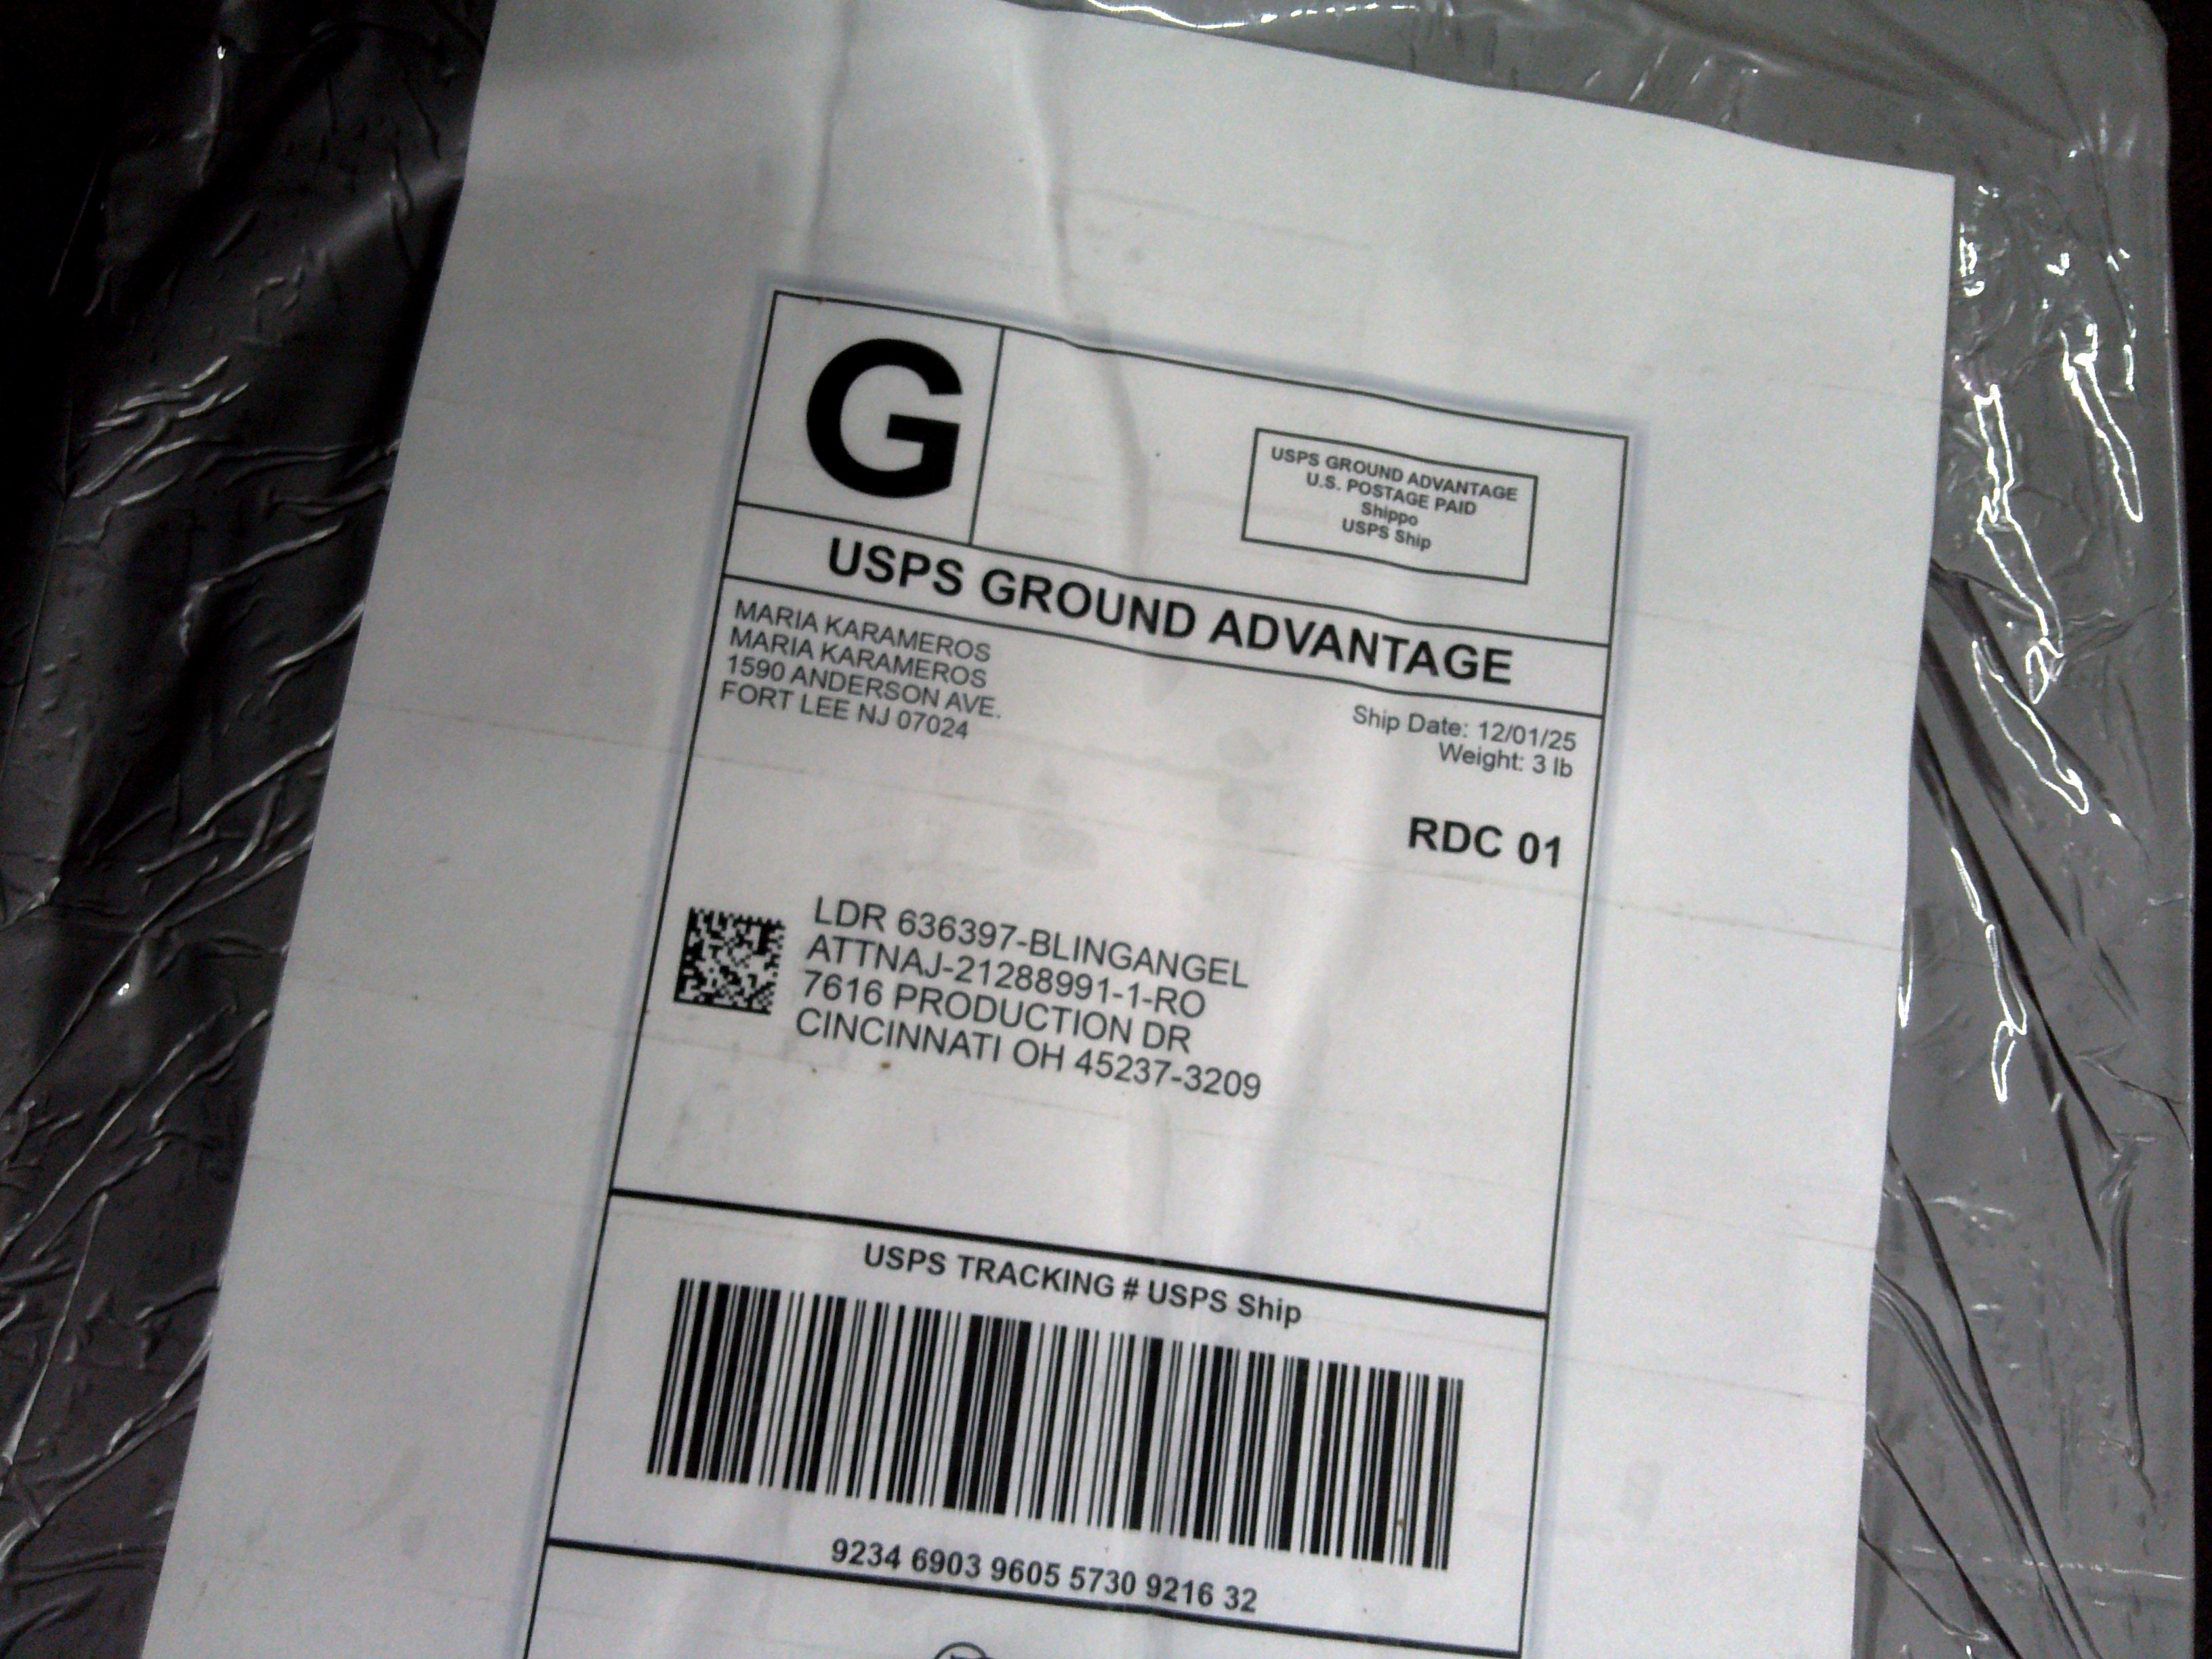 G
USPS GROUND ADVANTAGE
U.S. POSTAGE PAID
Shippo
USPS Ship
USPS GROUND ADVANTAGE
MARIA KARAMEROS
MARIA KARAMEROS
1590 ANDERSON AVE.
FORT LEE NJ 07024
Ship Date: 12/01/25
Weight: 3 lb
RDC 01
LDR 636397-BLINGANGEL
ATTNAJ-21288991-1-RO
7616 PRODUCTION DR
CINCINNATI OH 45237-3209
USPS TRACKING # USPS Ship
9234 6903 9605 5730 9216 32